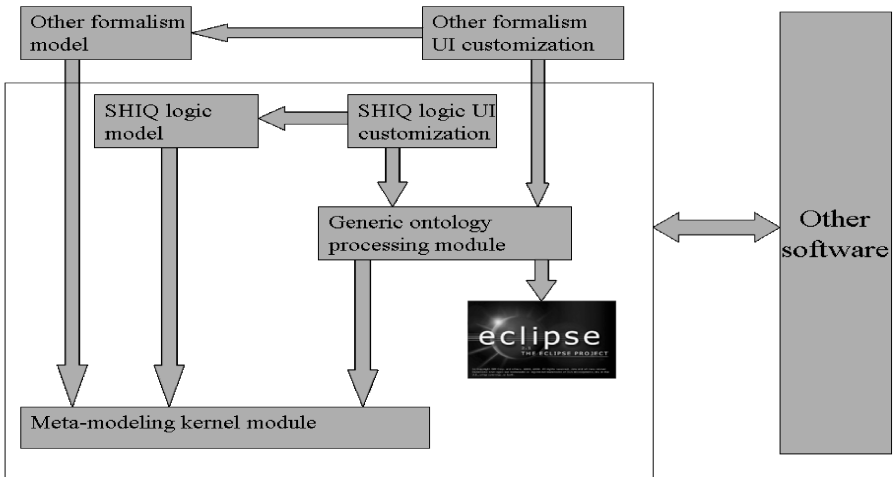 Other formalism
model
Other formalism
UI customization
SHIQ logic
model
SHIQ logic UI
customization
Generic ontology
processing module
Other
software
eclipse
THE ECLIPSE PROJECT
Meta-modeling kernel module